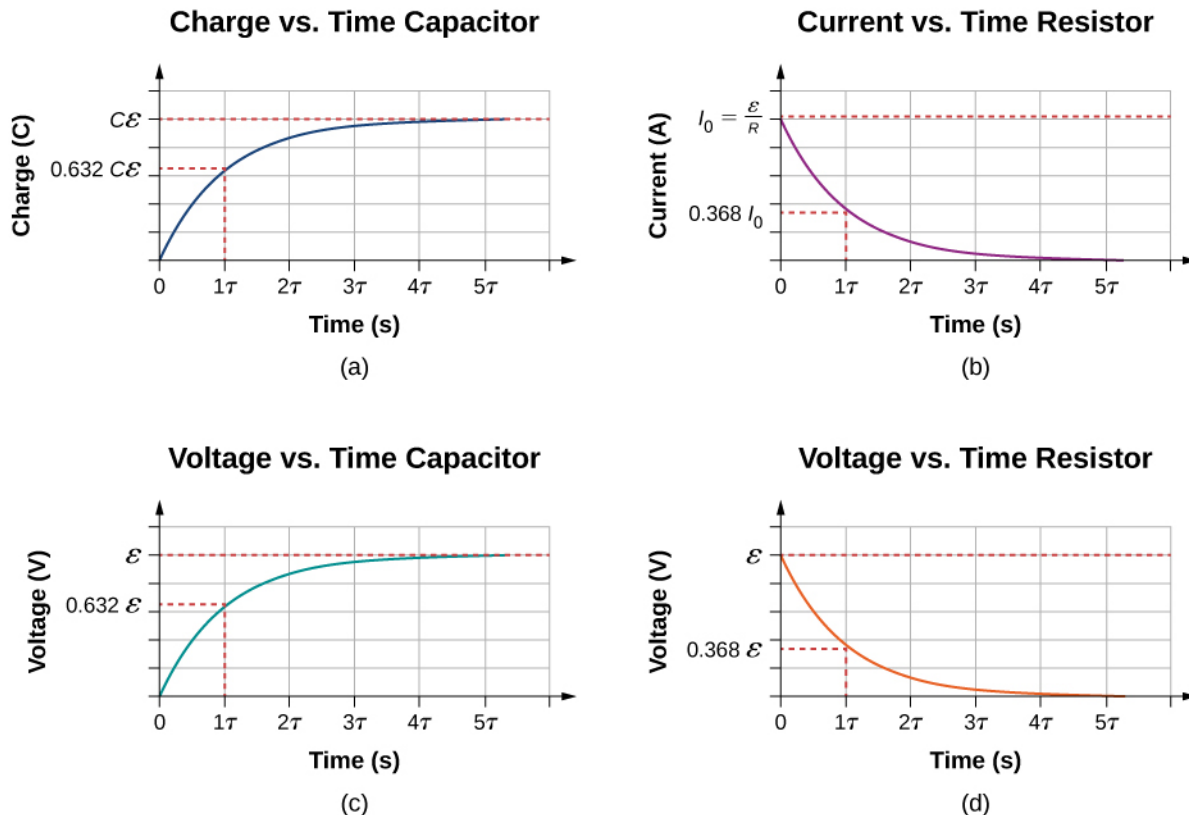 Charge vs. Time Capacitor
Charge (C)
Cℰ
0.632 Cℰ
0 1τ 2τ 3τ 4τ 5τ
Time (s)
(a)
Current vs. Time Resistor
Current (A)
I₀ = ℰ/R
0.368 I₀
0 1τ 2τ 3τ 4τ 5τ
Time (s)
(b)
Voltage vs. Time Capacitor
Voltage (V)
ℰ
0.632 ℰ
0 1τ 2τ 3τ 4τ 5τ
Time (s)
(c)
Voltage vs. Time Resistor
Voltage (V)
ℰ
0.368 ℰ
0 1τ 2τ 3τ 4τ 5τ
Time (s)
(d)